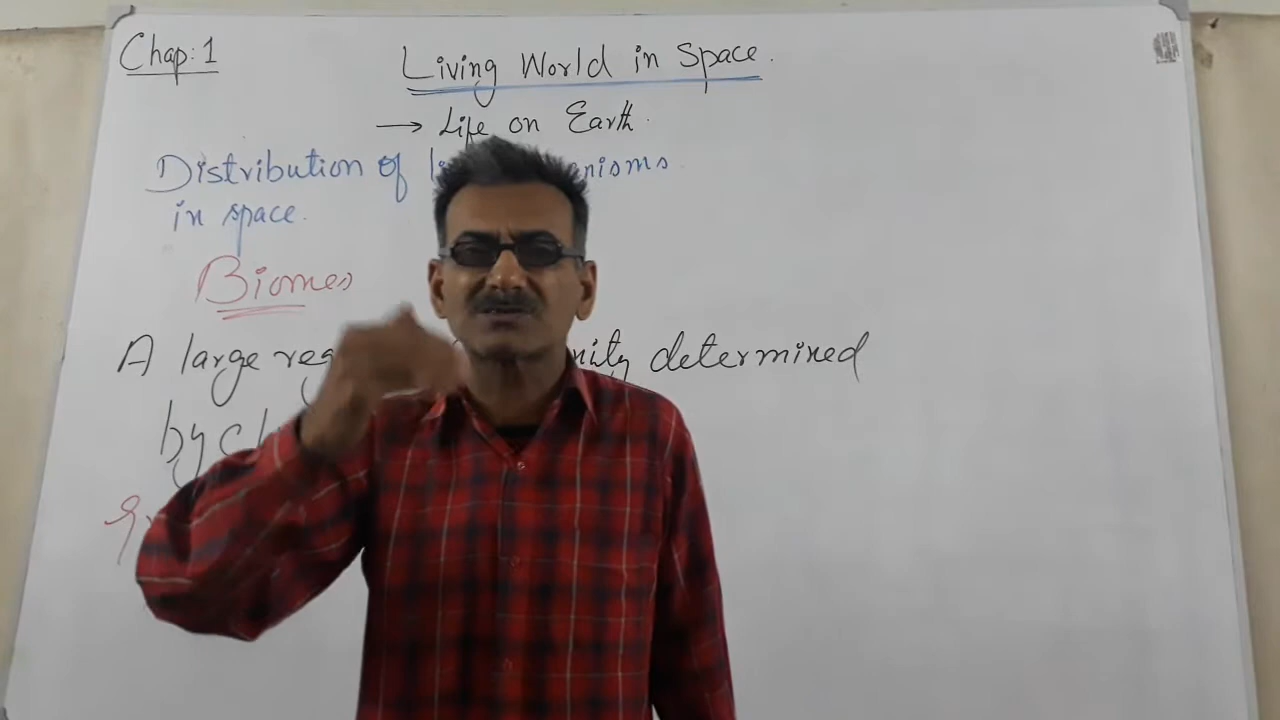 Chap: 1
Living World in Space.
→ Life on Earth.
Distribution of
in space.
Biomes
A large determined
by